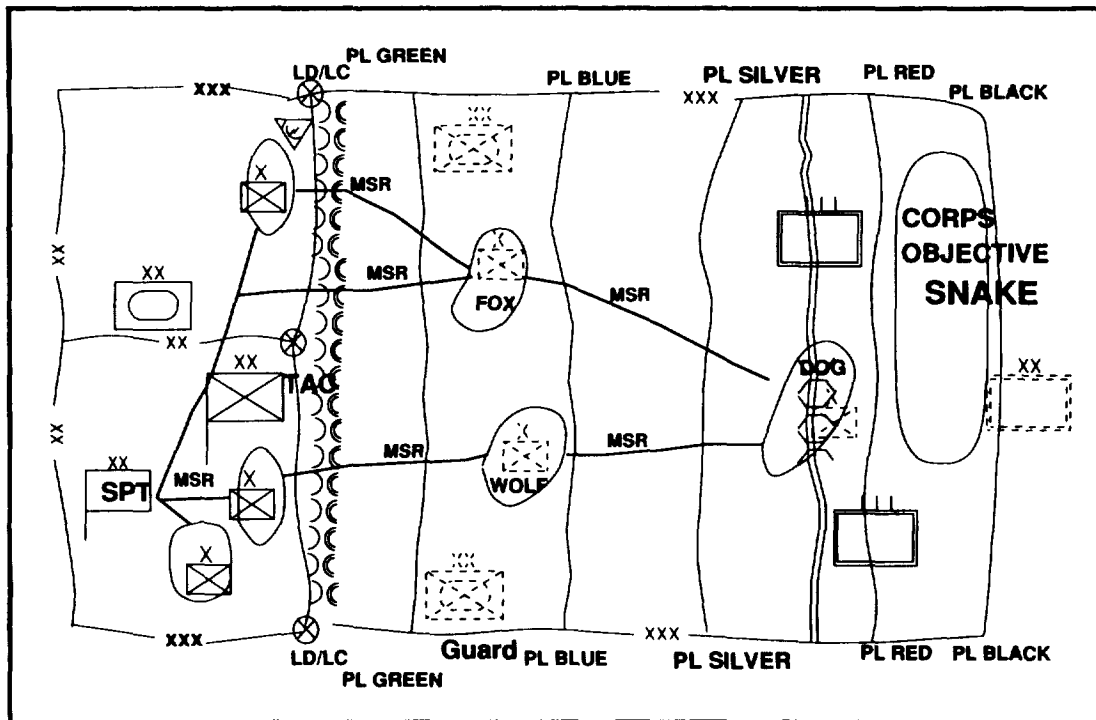 PL GREEN
LD/LC
PL BLUE
PL SILVER
PL RED
PL BLACK
XXX
XXX
X
MSR
XX
CORPS
OBJECTIVE
SNAKE
XX
MSR
MSR
FOX
XX
XX
TAC
DOG
XX
XX
MSR
MSR
XX
SPT
MSR
X
WOLF
X
XXX
XXX
LD/LC
Guard
PL BLUE
PL SILVER
PL RED
PL BLACK
PL GREEN